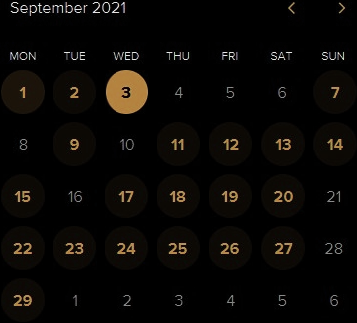 September 2021
MON TUE WED THU FRI SAT SUN
1 2 3 4 5 6 7
8 9 10 11 12 13 14
15 16 17 18 19 20 21
22 23 24 25 26 27 28
29 1 2 3 4 5 6